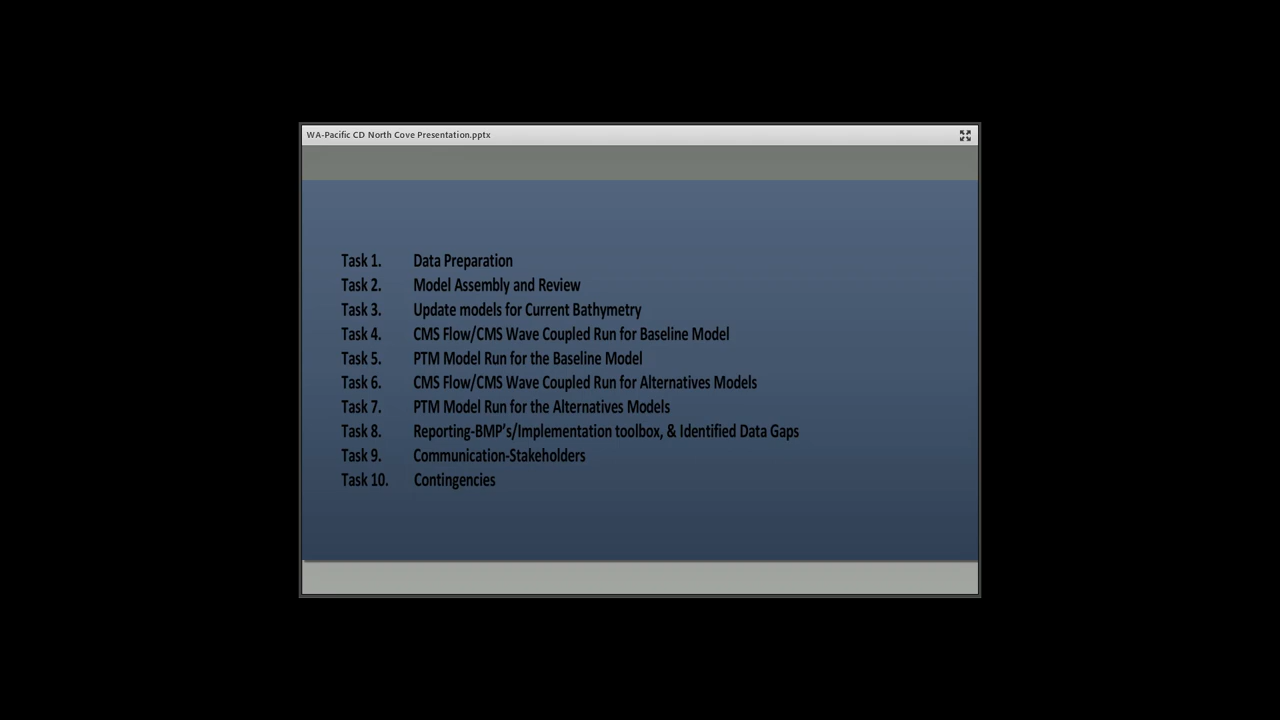 WA-Pacific CD North Cove Presentation.pptx
Task 1. Data Preparation
Task 2. Model Assembly and Review
Task 3. Update models for Current Bathymetry
Task 4. CMS Flow/CMS Wave Coupled Run for Baseline Model
Task 5. PTM Model Run for the Baseline Model
Task 6. CMS Flow/CMS Wave Coupled Run for Alternatives Models
Task 7. PTM Model Run for the Alternatives Models
Task 8. Reporting-BMP's/Implementation toolbox, & Identified Data Gaps
Task 9. Communication-Stakeholders
Task 10. Contingencies